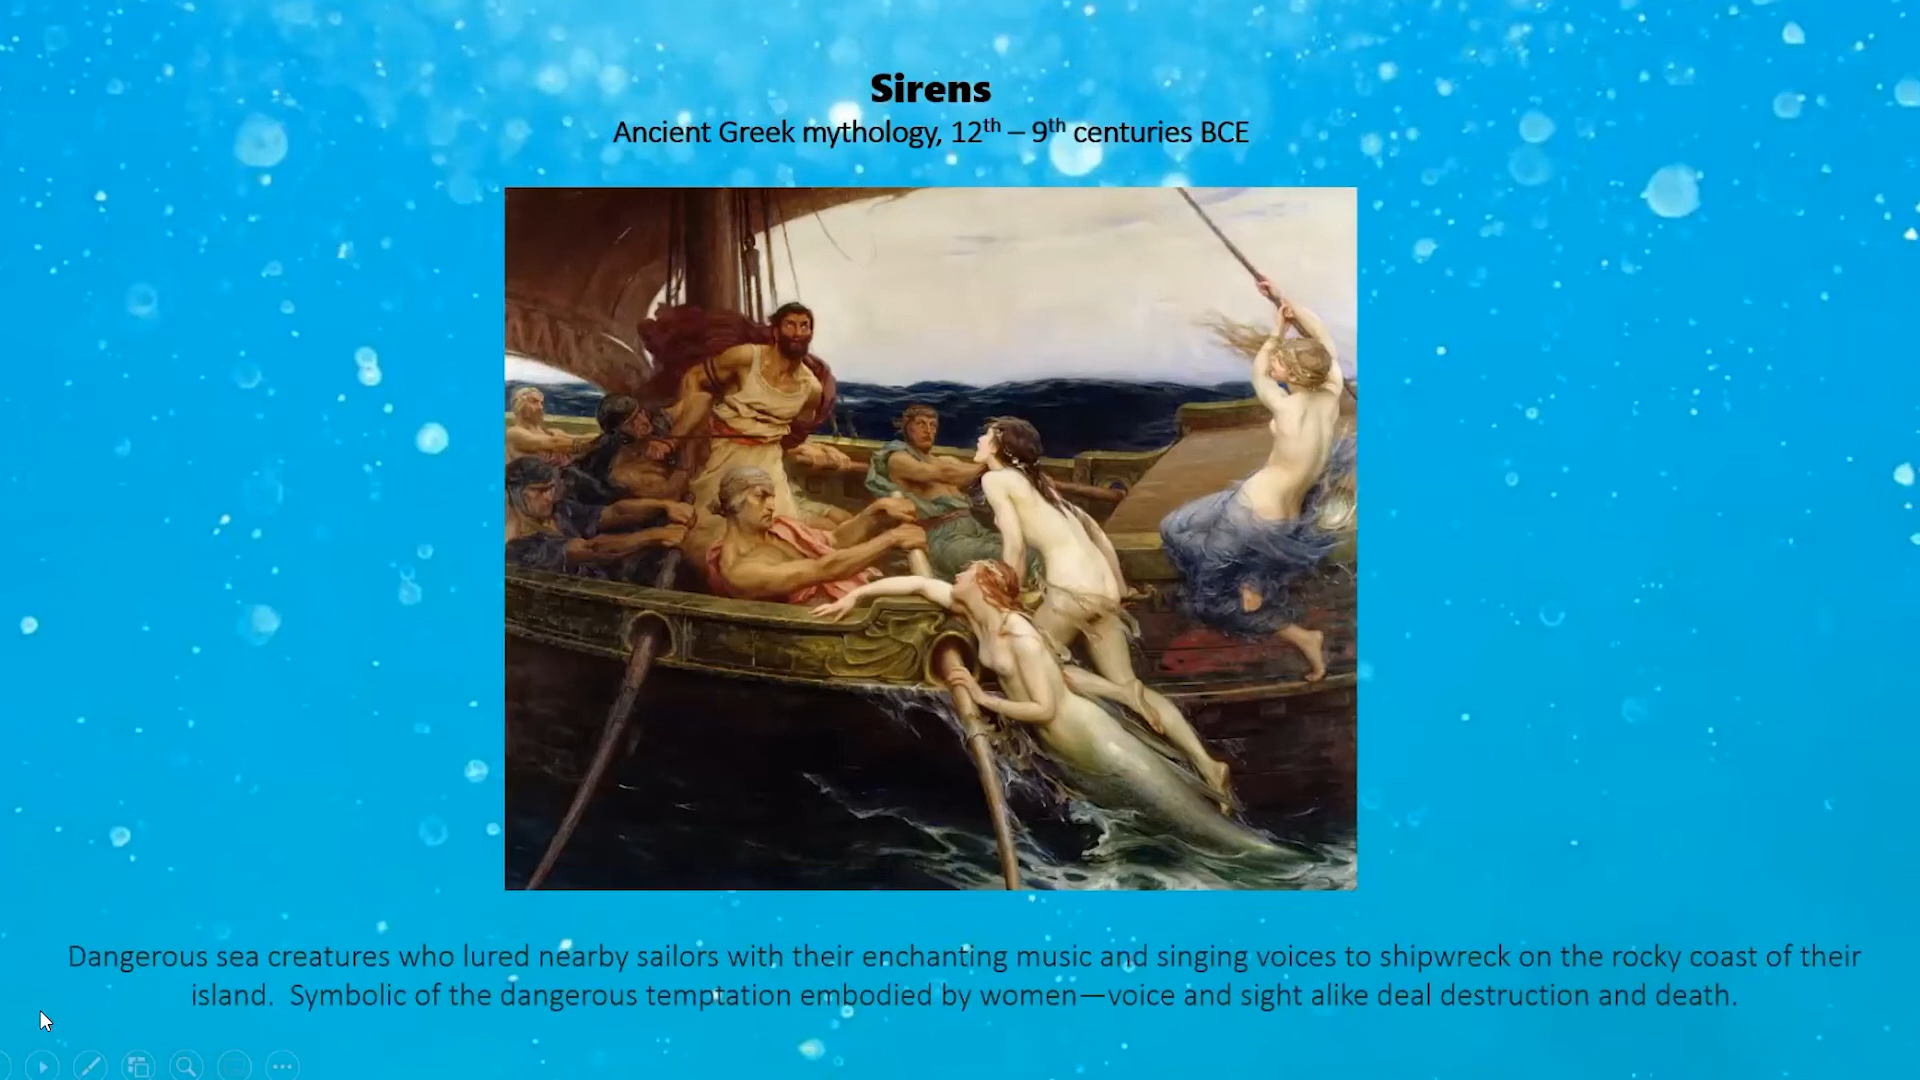 Sirens
Ancient Greek mythology, 12th – 9th centuries BCE
Dangerous sea creatures who lured nearby sailors with their enchanting music and singing voices to shipwreck on the rocky coast of their
island.  Symbolic of the dangerous temptation embodied by women—voice and sight alike deal destruction and death.